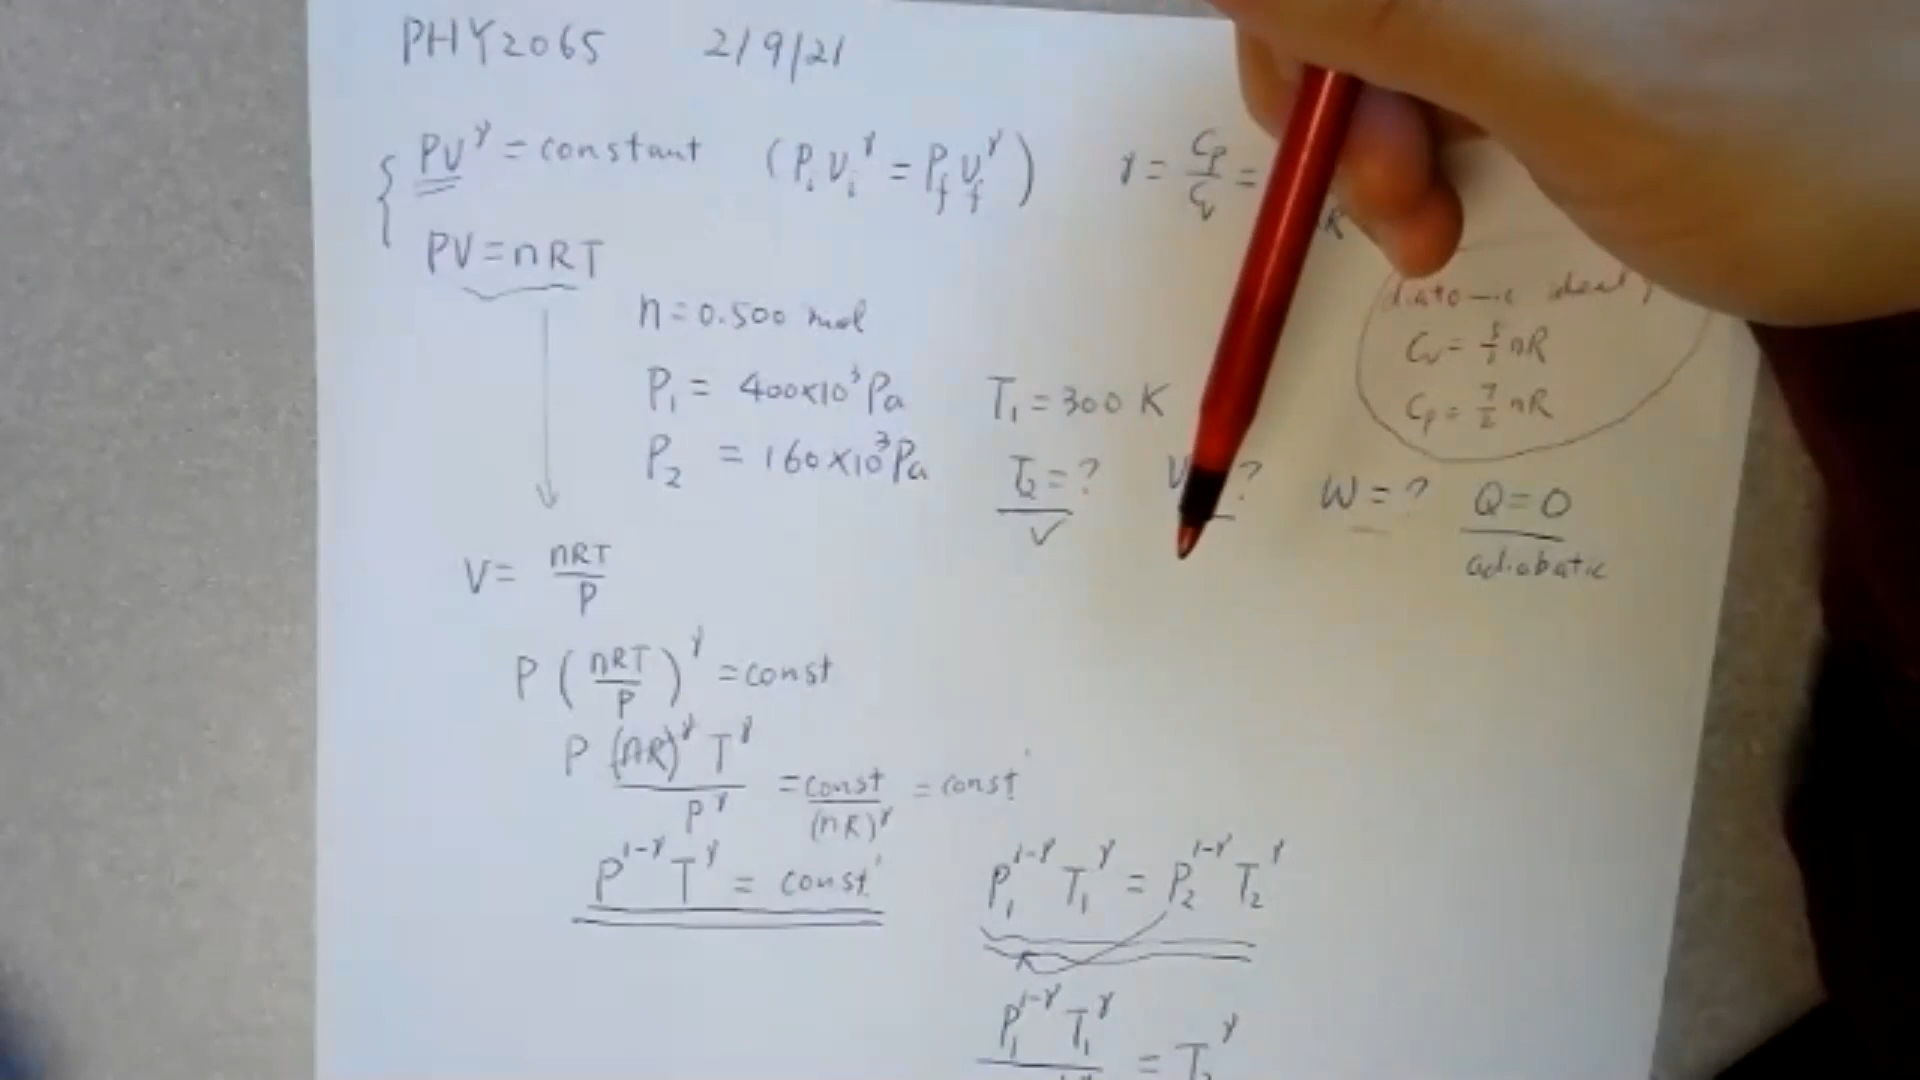 PHY2065 2/9/21
PV^γ = constant (P_i V_i^γ = P_f V_f^γ) γ = C_P/C_V =
PV = nRT
n = 0.500 mol
diatomic ideal
C_V = 5/2 nR
P_1 = 400×10^3 Pa T_1 = 300 K
C_P = 7/2 nR
P_2 = 160×10^3 Pa T_2 = ? V ? W = ? Q = 0
adiabatic
V = nRT/P
P (nRT/P)^γ = const
P (nR)^γ T^γ / P^γ = const/(nR)^γ = const'
P^1-γ T^γ = const' P_1^1-γ T_1^γ = P_2^1-γ T_2^γ
P_1^1-γ T_1^γ = T_2^γ